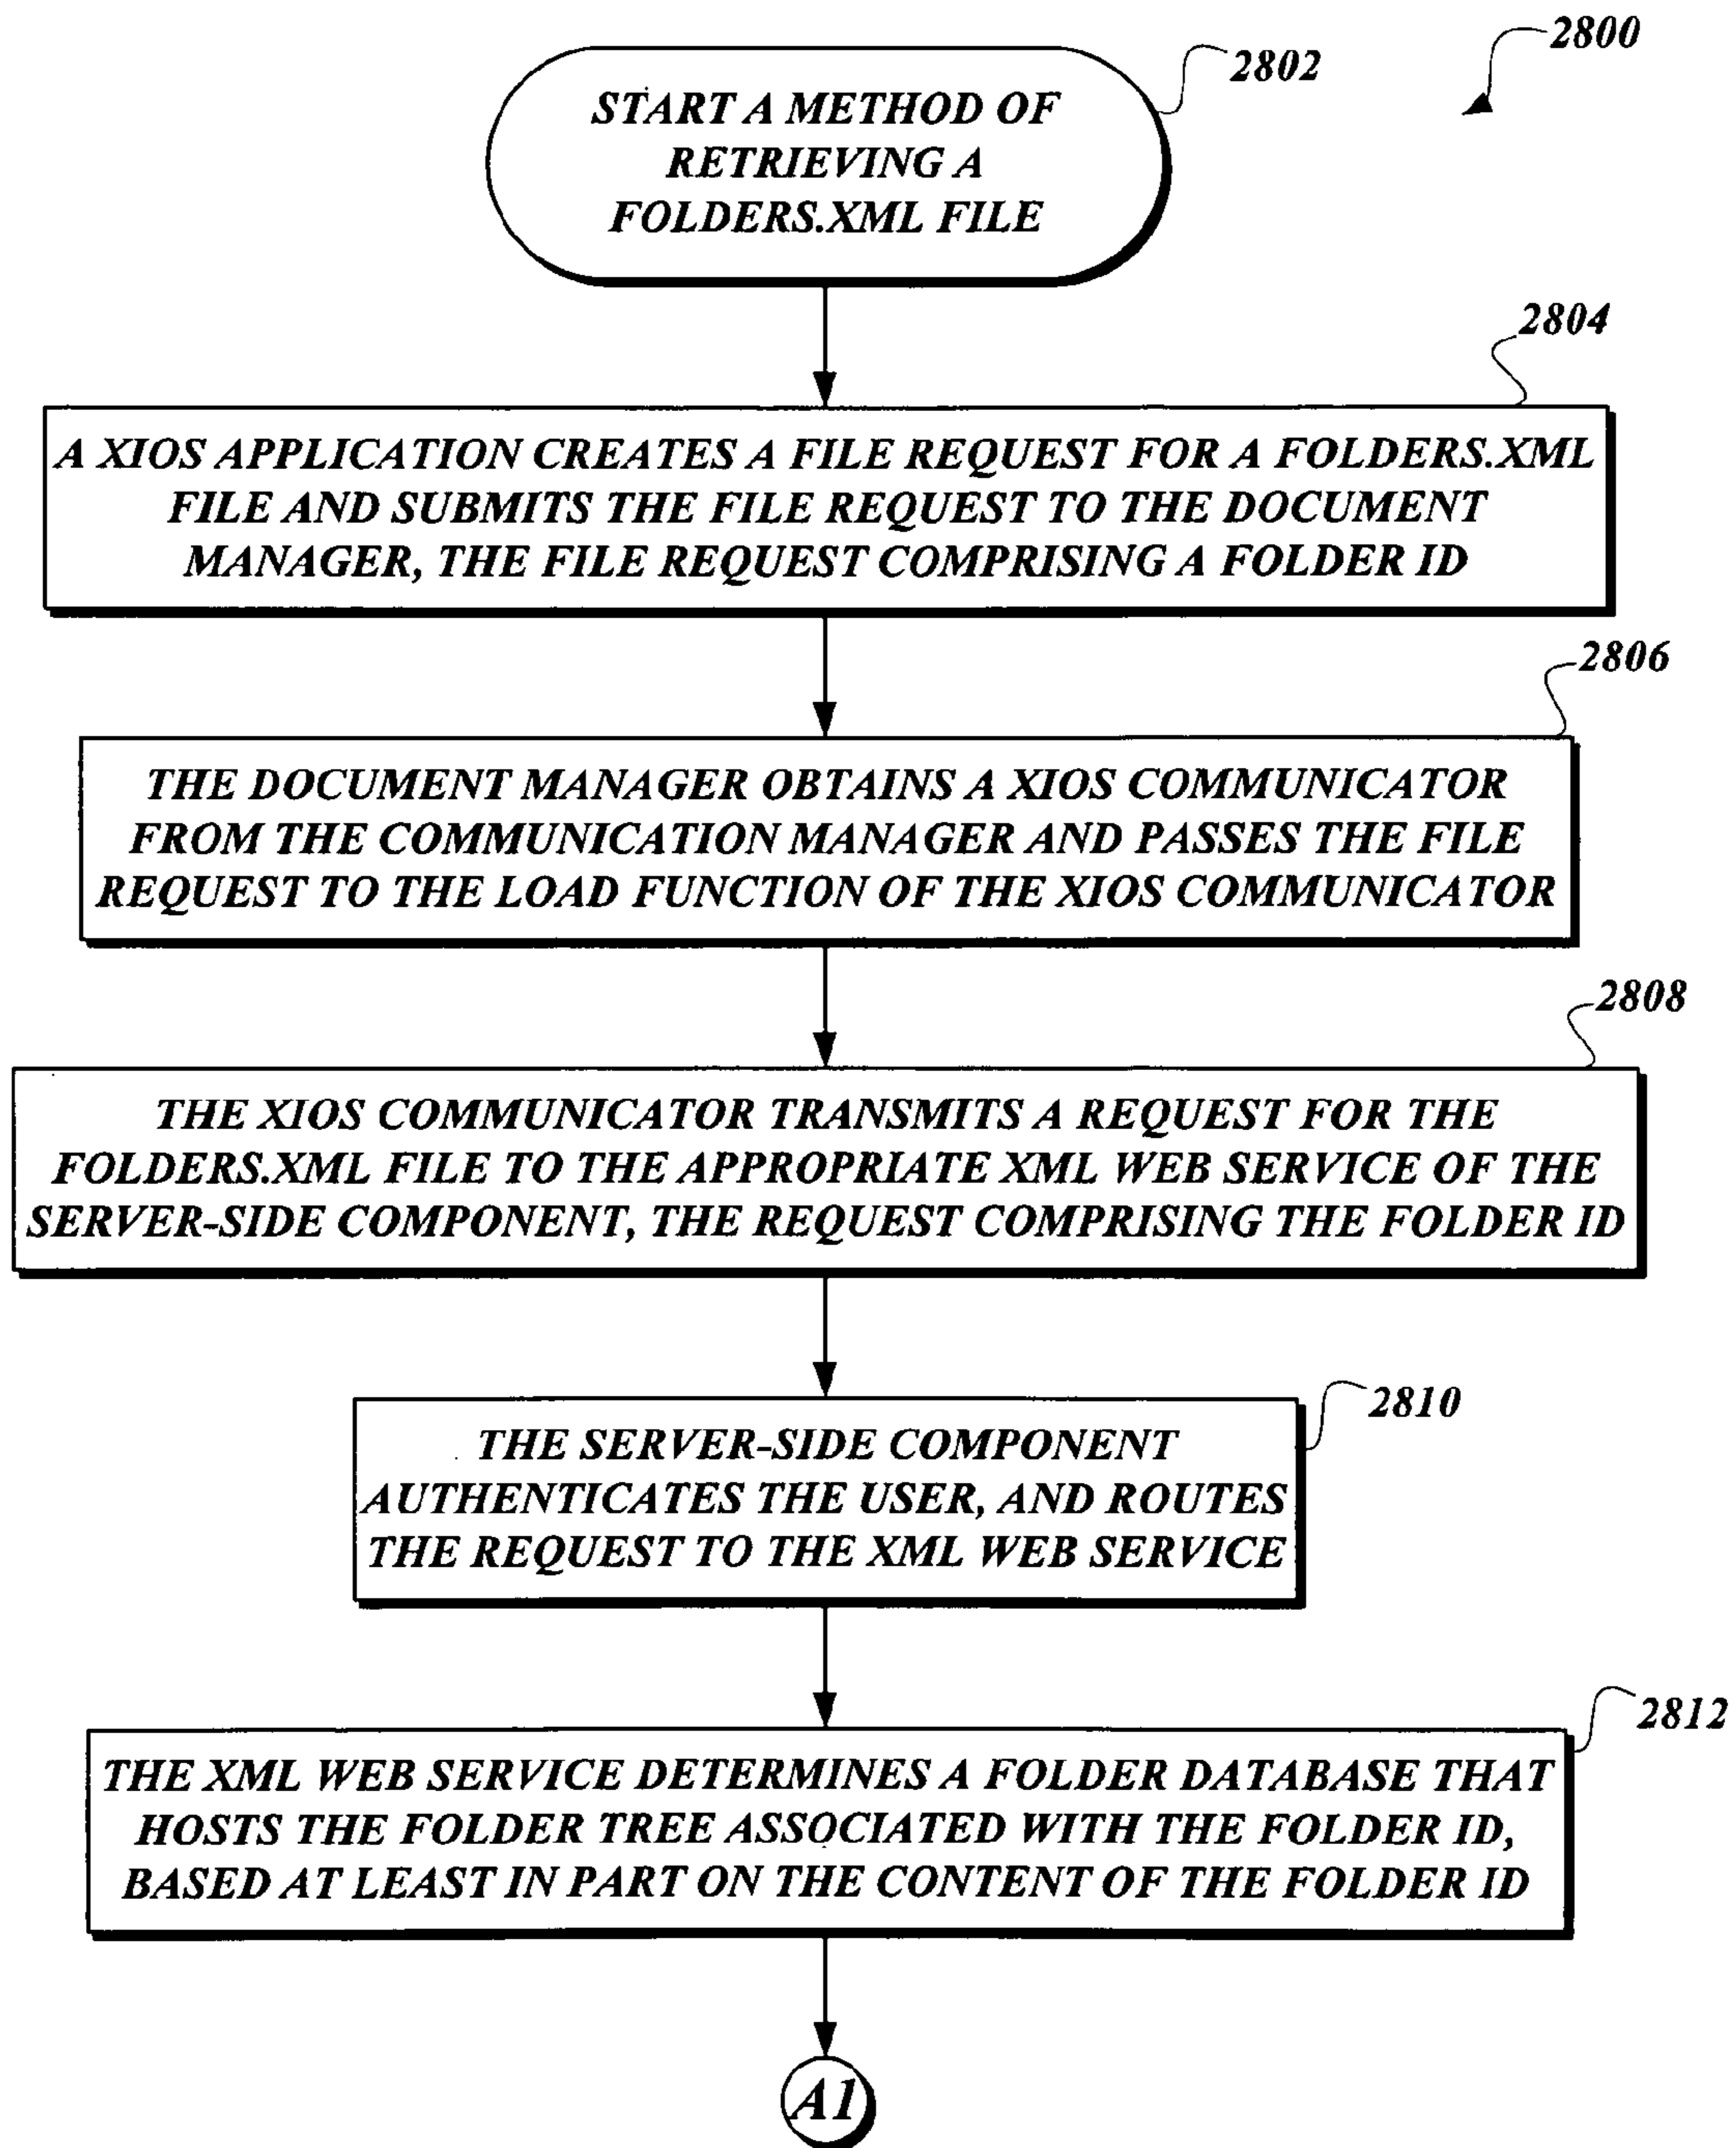 2800
2802
START A METHOD OF
RETRIEVING A
FOLDERS.XML FILE
2804
A XIOS APPLICATION CREATES A FILE REQUEST FOR A FOLDERS.XML
FILE AND SUBMITS THE FILE REQUEST TO THE DOCUMENT
MANAGER, THE FILE REQUEST COMPRISING A FOLDER ID
2806
THE DOCUMENT MANAGER OBTAINS A XIOS COMMUNICATOR
FROM THE COMMUNICATION MANAGER AND PASSES THE FILE
REQUEST TO THE LOAD FUNCTION OF THE XIOS COMMUNICATOR
2808
THE XIOS COMMUNICATOR TRANSMITS A REQUEST FOR THE
FOLDERS.XML FILE TO THE APPROPRIATE XML WEB SERVICE OF THE
SERVER-SIDE COMPONENT, THE REQUEST COMPRISING THE FOLDER ID
2810
THE SERVER-SIDE COMPONENT
AUTHENTICATES THE USER, AND ROUTES
THE REQUEST TO THE XML WEB SERVICE
2812
THE XML WEB SERVICE DETERMINES A FOLDER DATABASE THAT
HOSTS THE FOLDER TREE ASSOCIATED WITH THE FOLDER ID,
BASED AT LEAST IN PART ON THE CONTENT OF THE FOLDER ID
A1